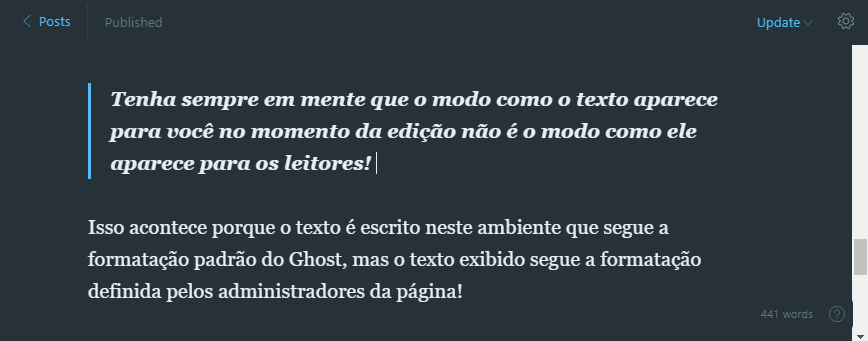 Posts Published Update
Tenha sempre em mente que o modo como o texto aparece
para você no momento da edição não é o modo como ele
aparece para os leitores!
Isso acontece porque o texto é escrito neste ambiente que segue a
formatação padrão do Ghost, mas o texto exibido segue a formatação
definida pelos administradores da página!
441 words ?